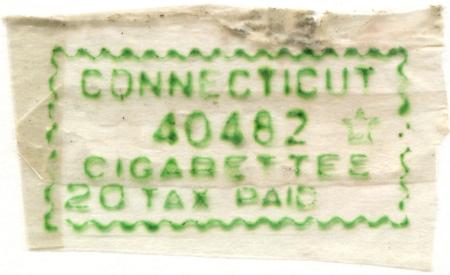 CONNECTICUT
40482
CIGARETTES
20 TAX PAID